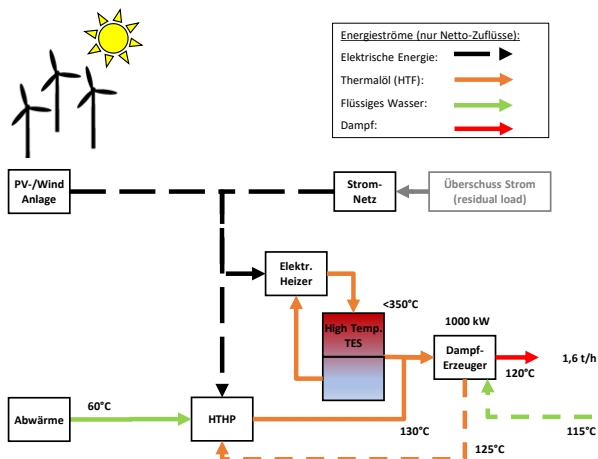 Energieströme (nur Netto-Zuflüsse):
Elektrische Energie:
Thermalöl (HTF):
Flüssiges Wasser:
Dampf:
PV-/Wind
Anlage
Strom-
Netz
Überschuss Strom
(residual load)
Elektr.
Heizer
<350°C
High Temp.
TES
1000 kW
Dampf-
Erzeuger
1,6 t/h
120°C
Abwärme
60°C
HTHP
130°C
115°C
125°C